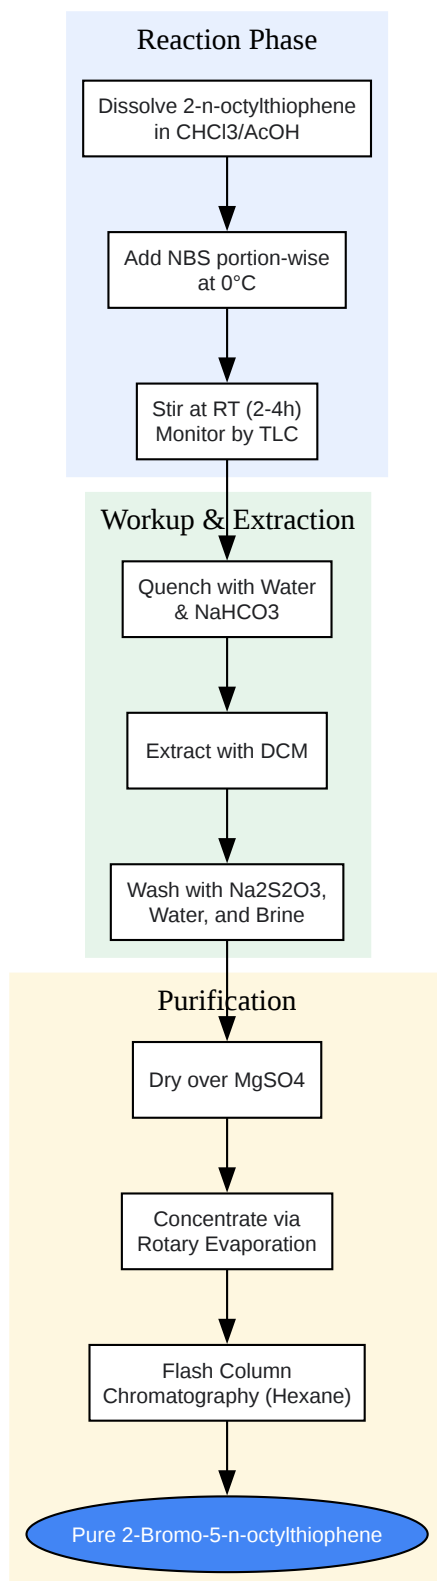 Reaction Phase
Dissolve 2-n-octylthiophene
in CHCl3/AcOH
Add NBS portion-wise
at 0°C
Stir at RT (2-4h)
Monitor by TLC
Workup & Extraction
Quench with Water
& NaHCO3
Extract with DCM
Wash with Na2S2O3,
Water, and Brine
Purification
Dry over MgSO4
Concentrate via
Rotary Evaporation
Flash Column
Chromatography (Hexane)
Pure 2-Bromo-5-n-octylthiophene